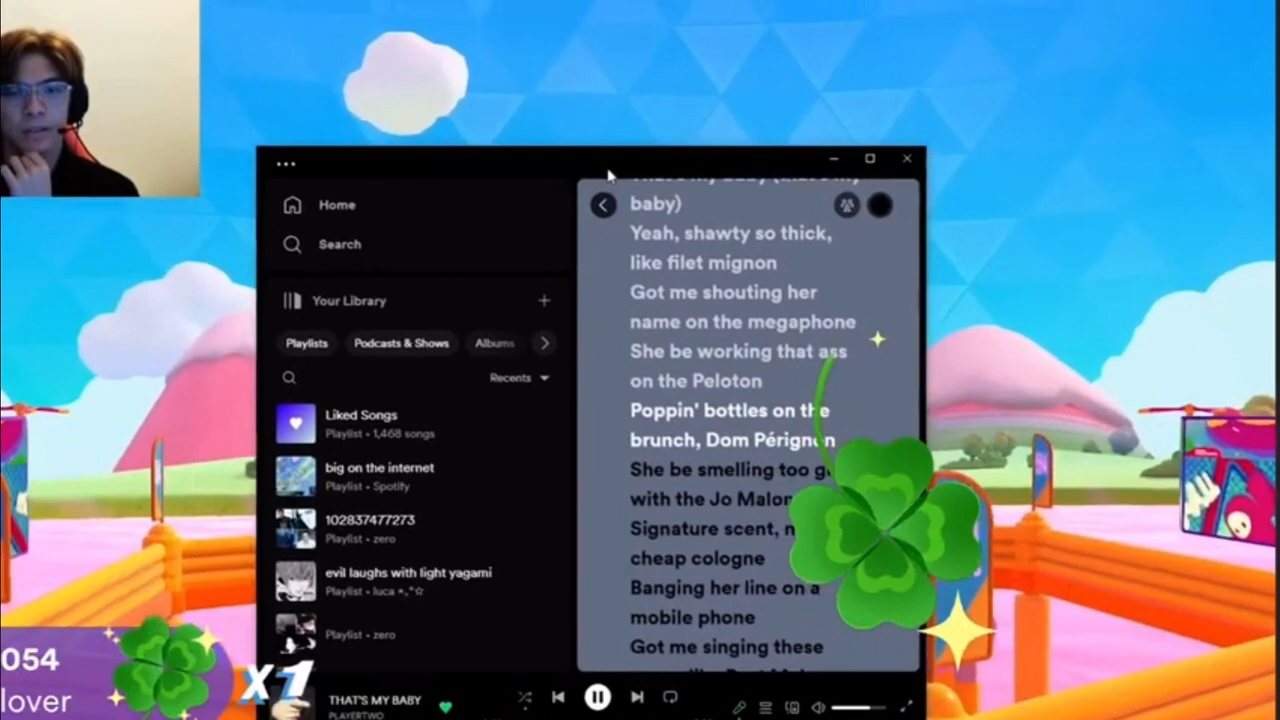 Home
Search
Your Library
Playlists
Podcasts & Shows
Albums
Recents
Liked Songs
Playlist • 1,468 songs
big on the internet
Playlist • Spotify
102837477273
Playlist • zero
evil laughs with light yagami
Playlist • luca
Playlist • zero
baby)
Yeah, shawty so thick,
like filet mignon
Got me shouting her
name on the megaphone
She be working that ass
on the Peloton
Poppin' bottles on the
brunch, Dom Pérignon
She be smelling too g
with the Jo Malon
Signature scent, n
cheap cologne
Banging her line on a
mobile phone
Got me singing these
THAT'S MY BABY
PLAYERTWO
054
lover
x1